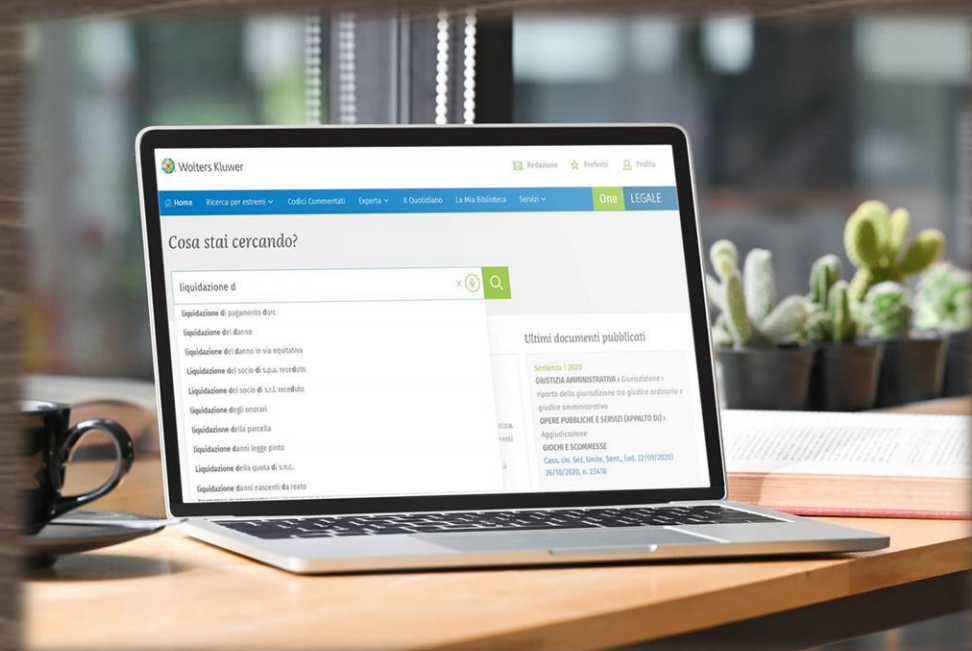 Wolters Kluwer
Redazione Preferiti Profilo
Home Ricerca per estremi Codici Commentati Experta Il Quotidiano La Mia Biblioteca Servizi One LEGALE
Cosa stai cercando?
liquidazione d
liquidazione di pagamento durc
liquidazione del danno
liquidazione del danno in via equitativa
Liquidazione del socio di s.p.a. receduto
Liquidazione del socio di s.r.l. receduto
liquidazione degli onorari
liquidazione della parcella
liquidazione danni legge pinto
Liquidazione della quota di s.n.c.
liquidazione danni nascenti da reato
Ultimi documenti pubblicati
Sentenza | 2020
GIUSTIZIA AMMINISTRATIVA › Giurisdizione ›
riparto della giurisdizione tra giudice ordinario e
giudice amministrativo
OPERE PUBBLICHE E SERVIZI (APPALTO DI) ›
Aggiudicazione
GIOCHI E SCOMMESSE
Cass. civ. Sez. Unite, Sent., (ud. 22/09/2020)
26/10/2020, n. 23418